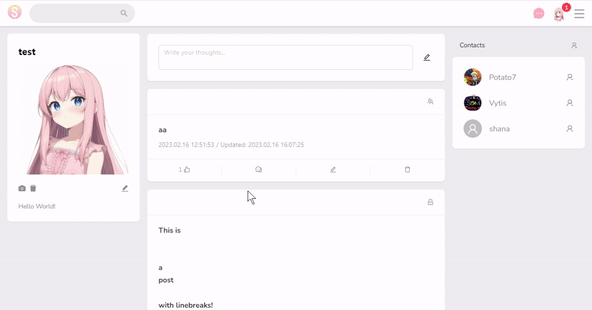 S
1
test
Hello World!
Write your thoughts...
aa
2023.02.16 12:51:53 / Updated: 2023.02.16 16:07:25
1
This is
a
post
with linebreaks!
Contacts
Potato7
Vytis
shana